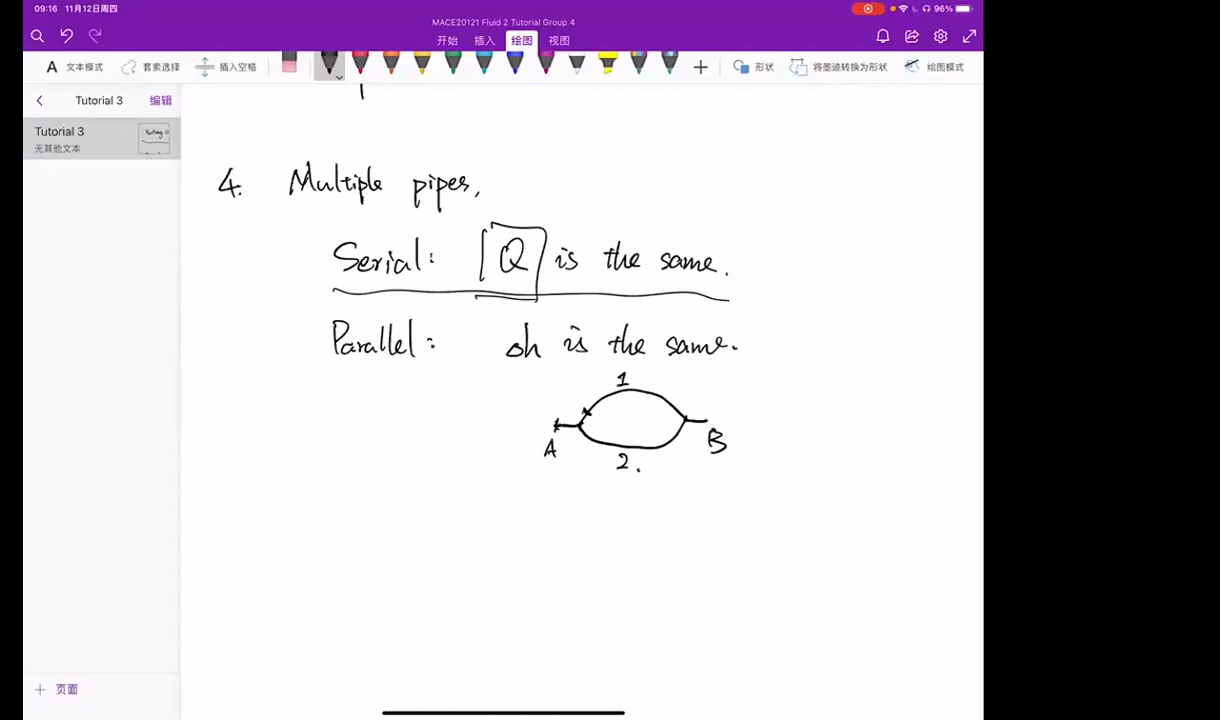 09:16 11月12日周四
96%
MACE20121 Fluid 2 Tutorial Group 4
开始 插入 绘图 视图
文本模式 套索选择 插入空格 形状 将墨迹转换为形状 绘图模式
Tutorial 3 编辑
Tutorial 3
无其他文本
4. Multiple pipes,
Serial: Q is the same.
Parallel: is the same.
1
A B
2.
页面